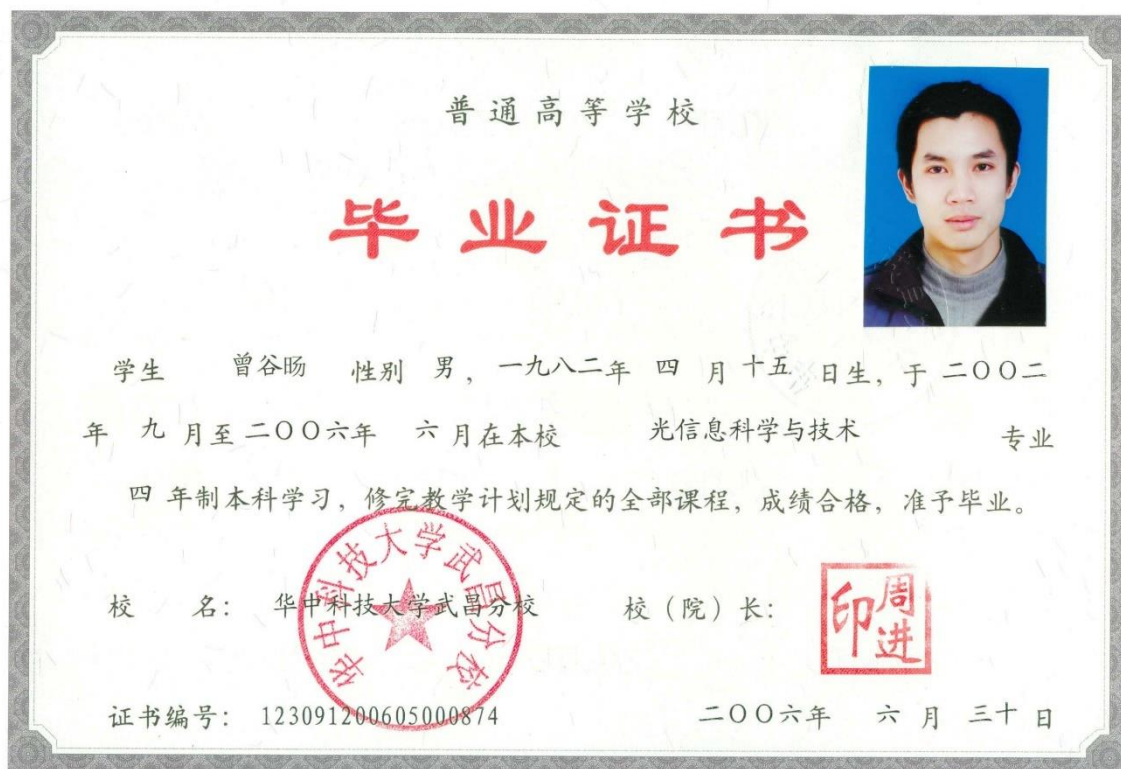 普通高等学校
毕业证书
学生 曾谷旸 性别 男，一九八二年 四 月 十五 日生，于 二〇〇二
年 九 月至 二〇〇六年 六 月在本校 光信息科学与技术 专业
四 年制本科学习，修完教学计划规定的全部课程，成绩合格，准予毕业。
华中科技大学武昌分校
校 名： 华中科技大学武昌分校 校（院）长：
周进印
证书编号： 123091200605000874 二〇〇六年 六 月 三十 日